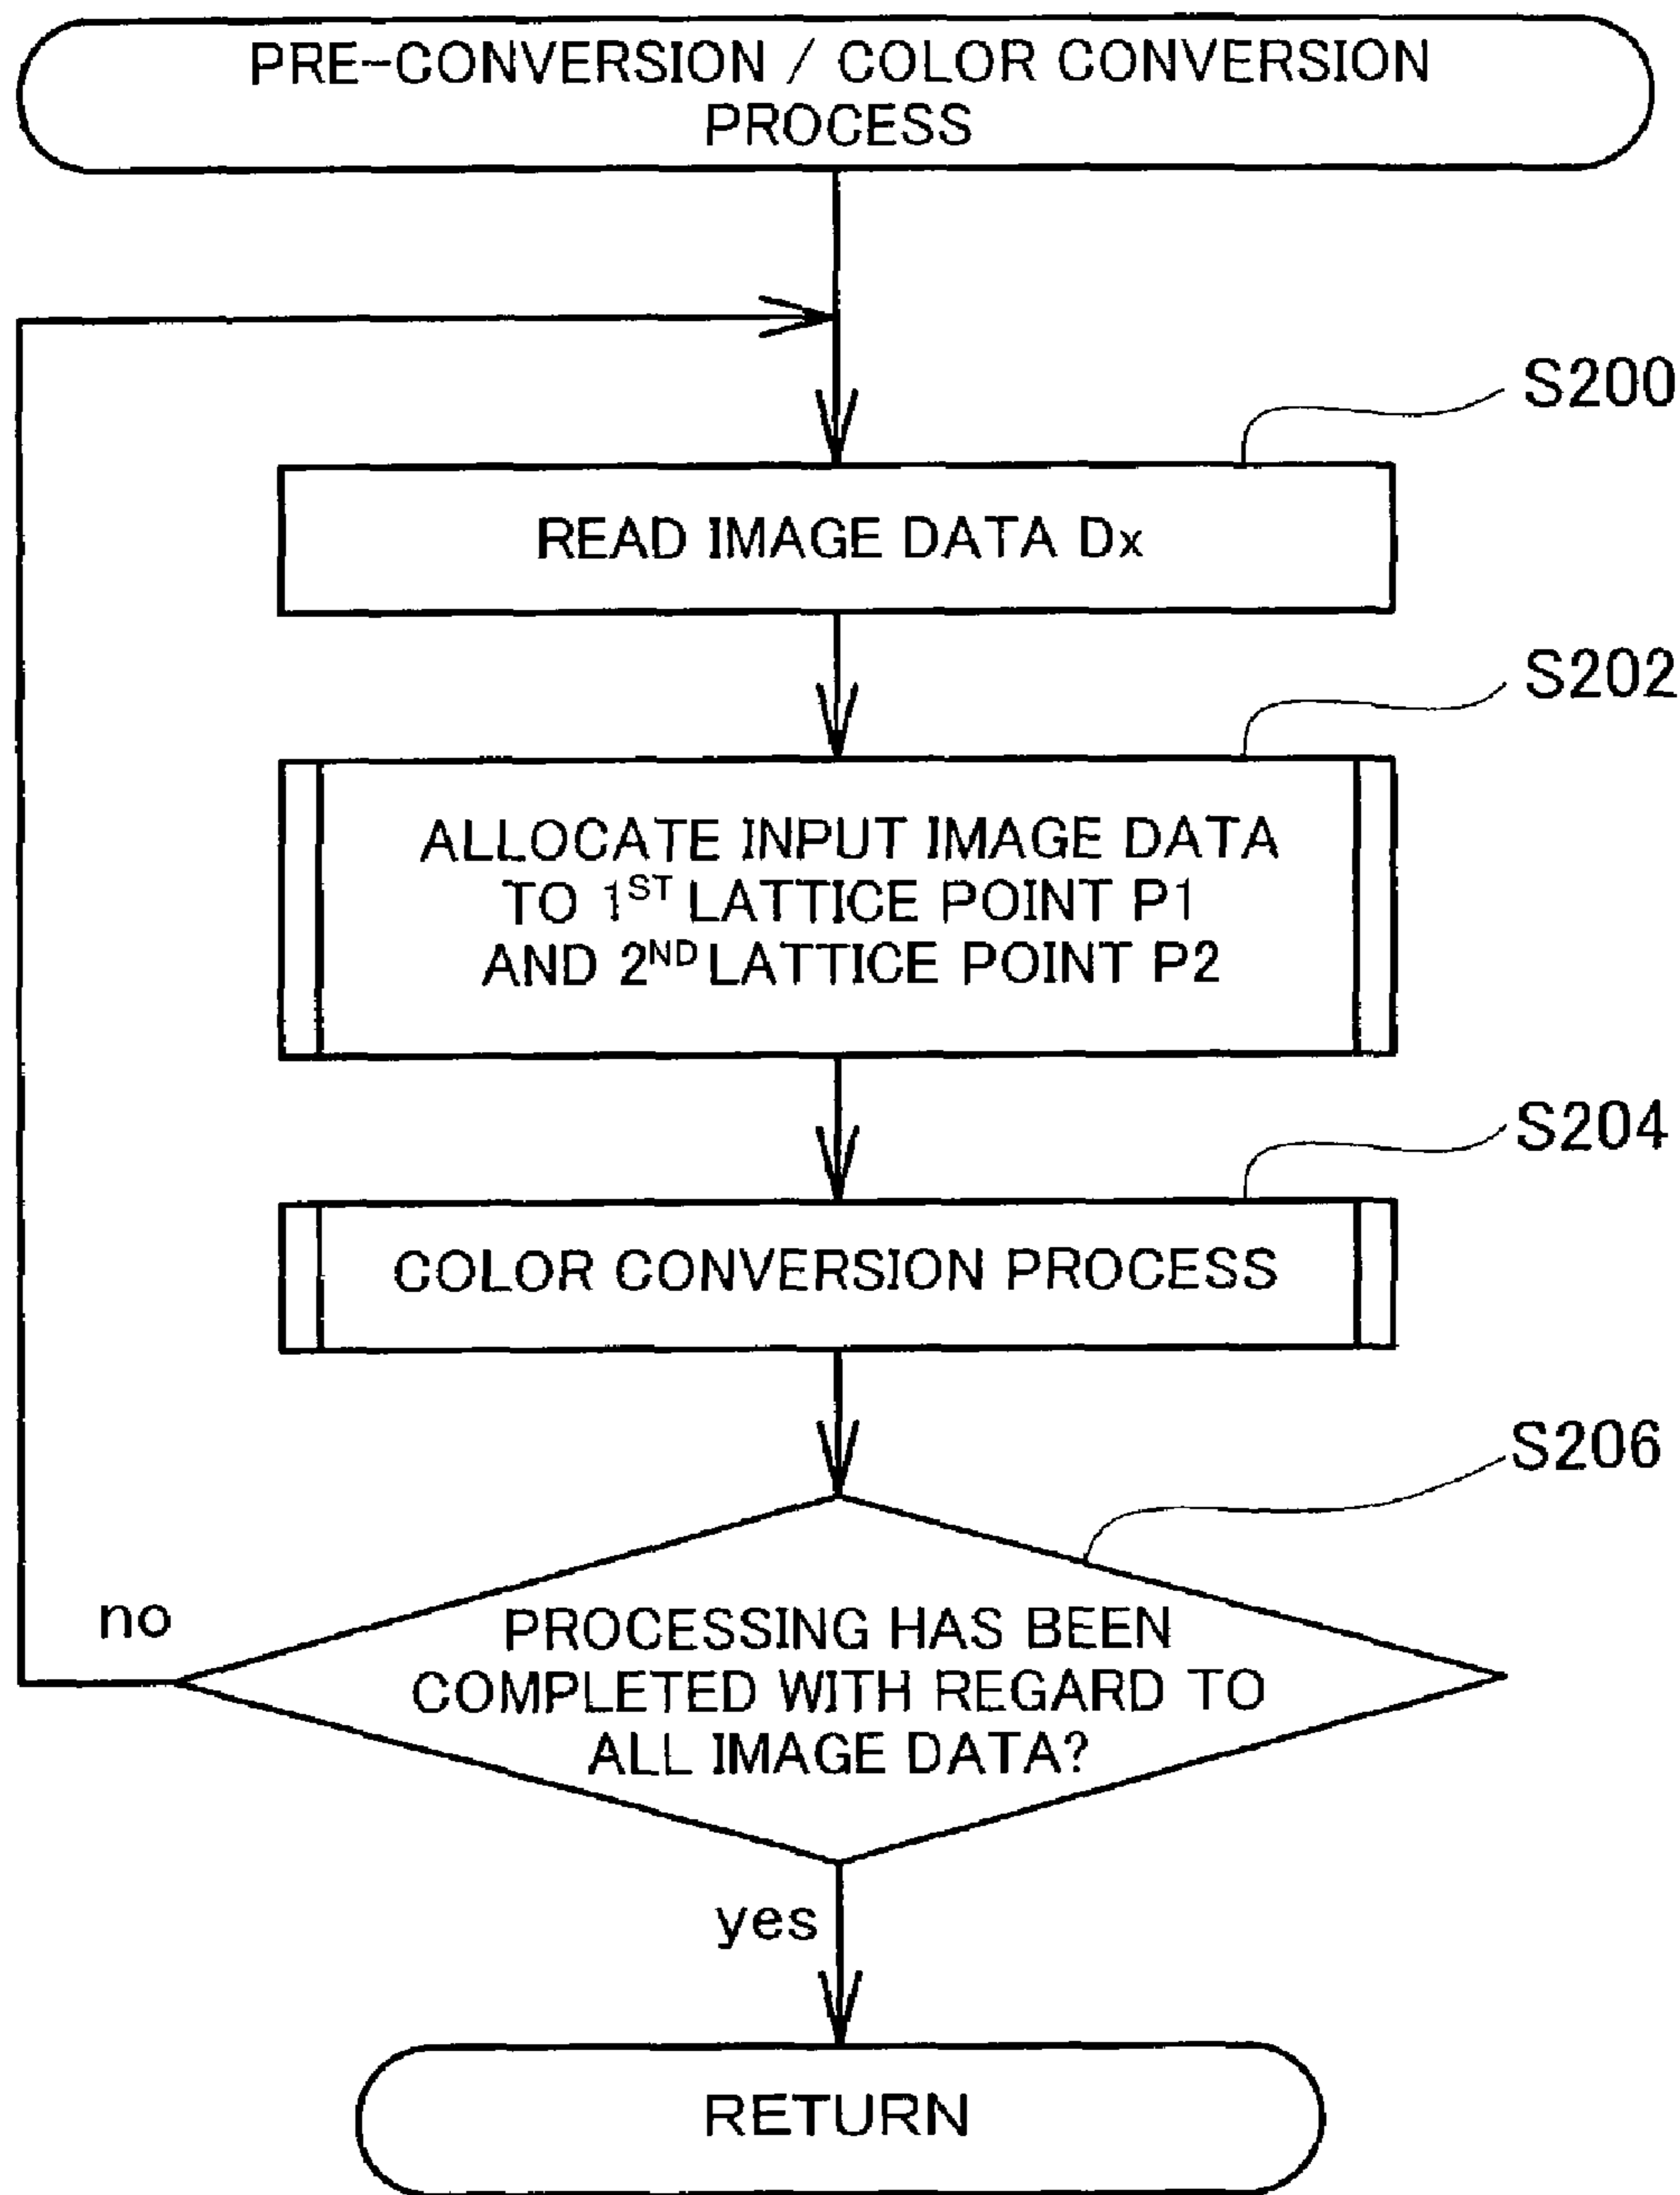 PRE-CONVERSION / COLOR CONVERSION
PROCESS
S200
READ IMAGE DATA Dx
S202
ALLOCATE INPUT IMAGE DATA
TO 1ST LATTICE POINT P1
AND 2ND LATTICE POINT P2
S204
COLOR CONVERSION PROCESS
S206
no
PROCESSING HAS BEEN
COMPLETED WITH REGARD TO
ALL IMAGE DATA?
yes
RETURN